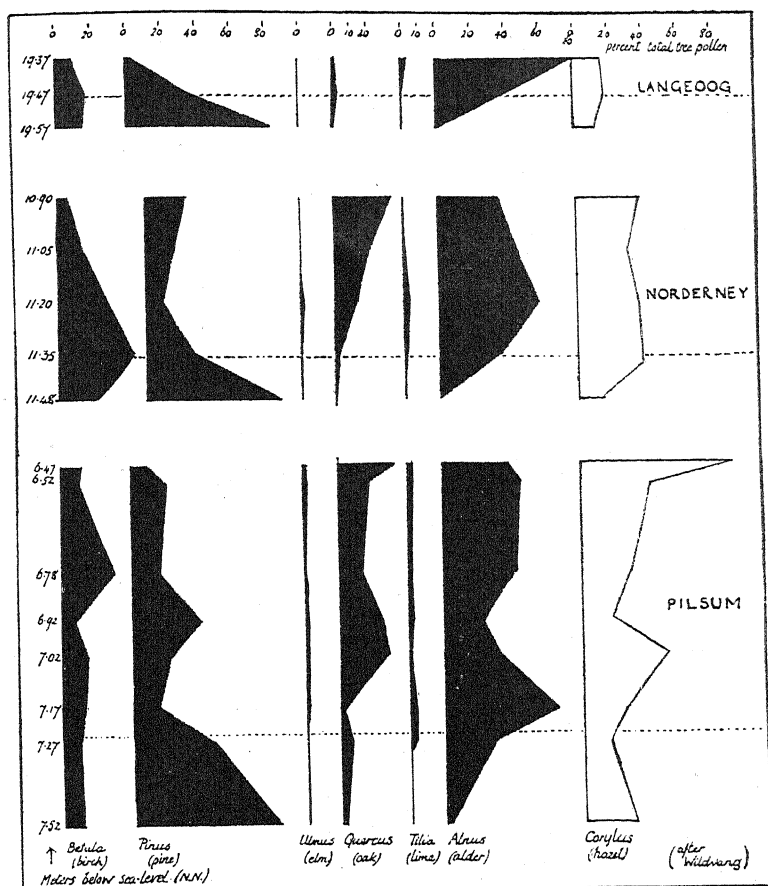 0 20 0 20 40 60 80 0 0 10 20 0 10 0 20 40 60 80 20 40 60 80
percent total tree pollen
19.37
LANGEOOG
19.47
19.57
10.90
11.05
11.20
NORDERNEY
11.35
11.48
6.47
6.52
6.78
6.92
PILSUM
7.02
7.17
7.27
7.52
↑ Betula Pinus Ulmus Quercus Tilia Alnus Corylus (after
(birch) (pine) (elm) (oak) (lime) (alder) (hazel) Wildvang)
Meters below sea-level (N.N.)